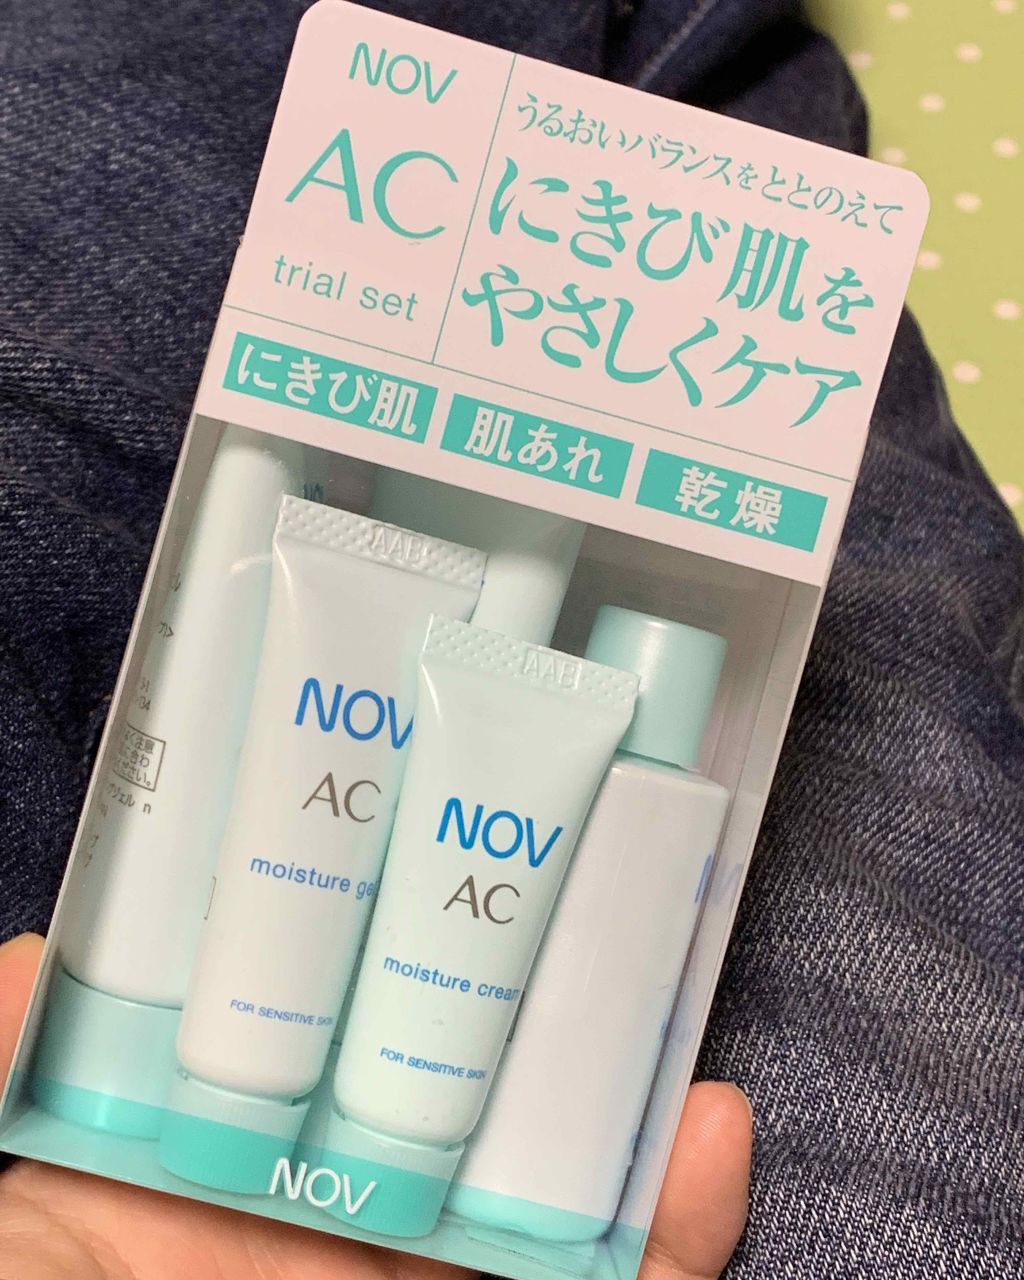 NOV
AC
trial set
うるおいバランスをととのえて
にきび肌を
やさしくケア
にきび肌
肌あれ
乾燥
AAB
NOV
AC
moisture gel
FOR SENSITIVE SKIN
AAB
NOV
AC
moisture cream
FOR SENSITIVE SKIN
NOV